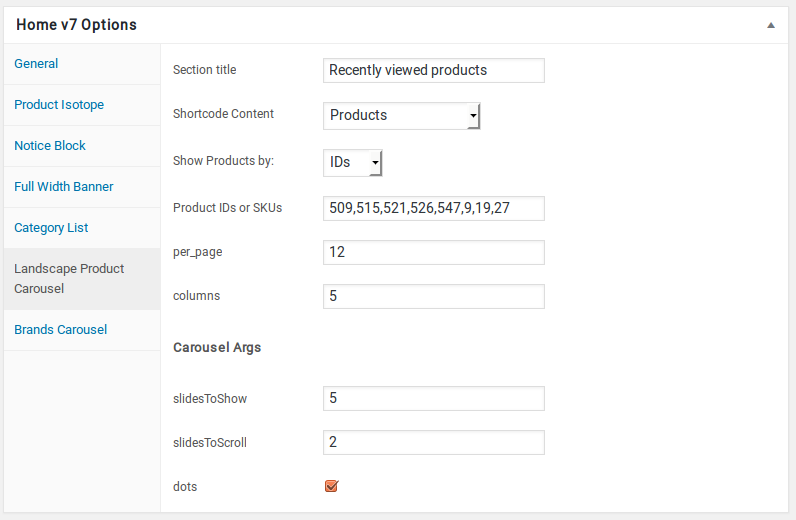 Home v7 Options
General
Product Isotope
Notice Block
Full Width Banner
Category List
Landscape Product
Carousel
Brands Carousel
Section title Recently viewed products
Shortcode Content Products
Show Products by: IDs
Product IDs or SKUs 509,515,521,526,547,9,19,27
per_page 12
columns 5
Carousel Args
slidesToShow 5
slidesToScroll 2
dots